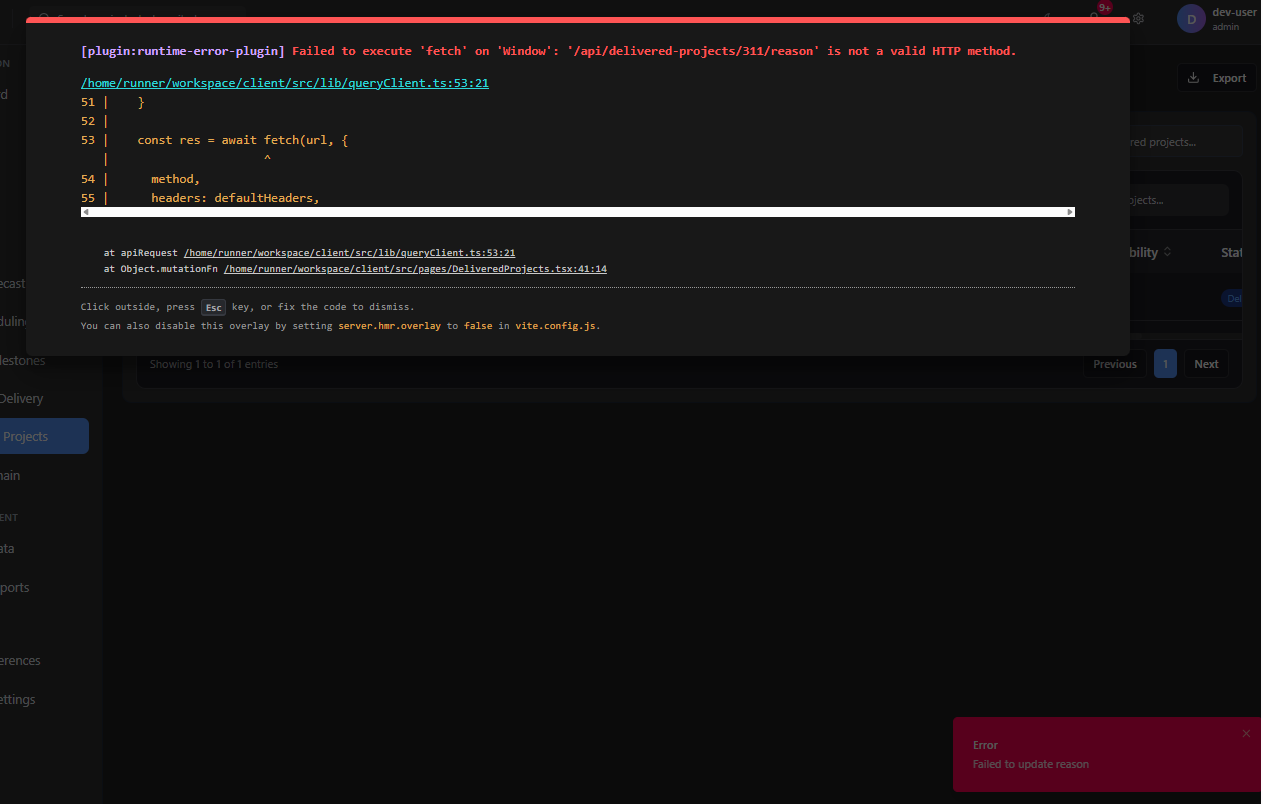 9+
dev-user
D
admin
[plugin:runtime-error-plugin] Failed to execute 'fetch' on 'Window': '/api/delivered-projects/311/reason' is not a valid HTTP method.
/home/runner/workspace/client/src/lib/queryClient.ts:53:21
51 |    }
52 |
53 |    const res = await fetch(url, {
   |                       ^
54 |      method,
55 |      headers: defaultHeaders,
at apiRequest /home/runner/workspace/client/src/lib/queryClient.ts:53:21
at Object.mutationFn /home/runner/workspace/client/src/pages/DeliveredProjects.tsx:41:14
Click outside, press Esc key, or fix the code to dismiss.
You can also disable this overlay by setting server.hmr.overlay to false in vite.config.js.
ON
rd
Export
red projects...
ojects...
bility
Stat
Del
ecast
duling
lestones
Delivery
Projects
hain
ENT
ata
ports
erences
ettings
Showing 1 to 1 of 1 entries
Previous
1
Next
Error
Failed to update reason